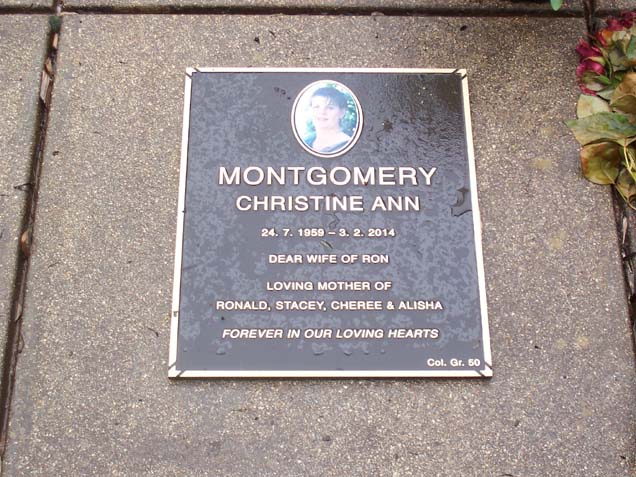 MONTGOMERY
CHRISTINE ANN
24. 7. 1959 – 3. 2. 2014
DEAR WIFE OF RON
LOVING MOTHER OF
RONALD, STACEY, CHEREE & ALISHA
FOREVER IN OUR LOVING HEARTS
Col. Gr. 50